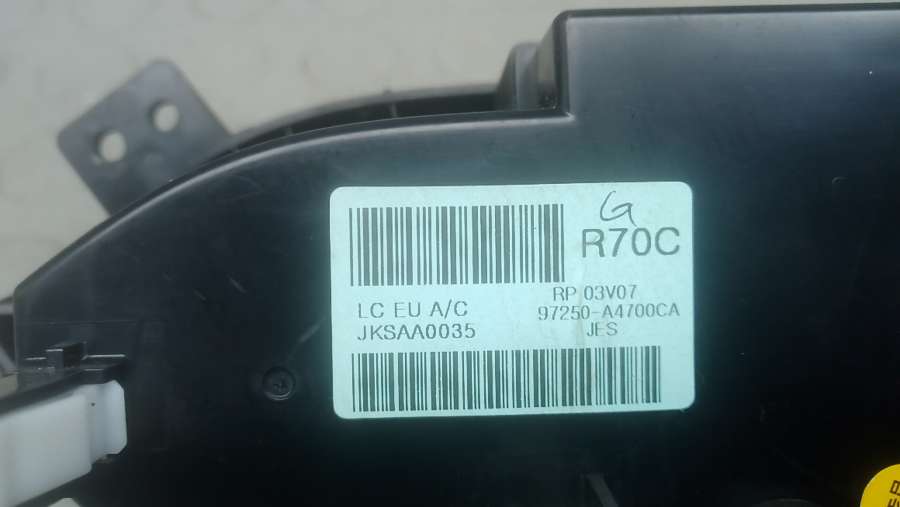 G
R70C
LC EU A/C
RP 03V07
JKSAA0035
97250-A4700CA
JES